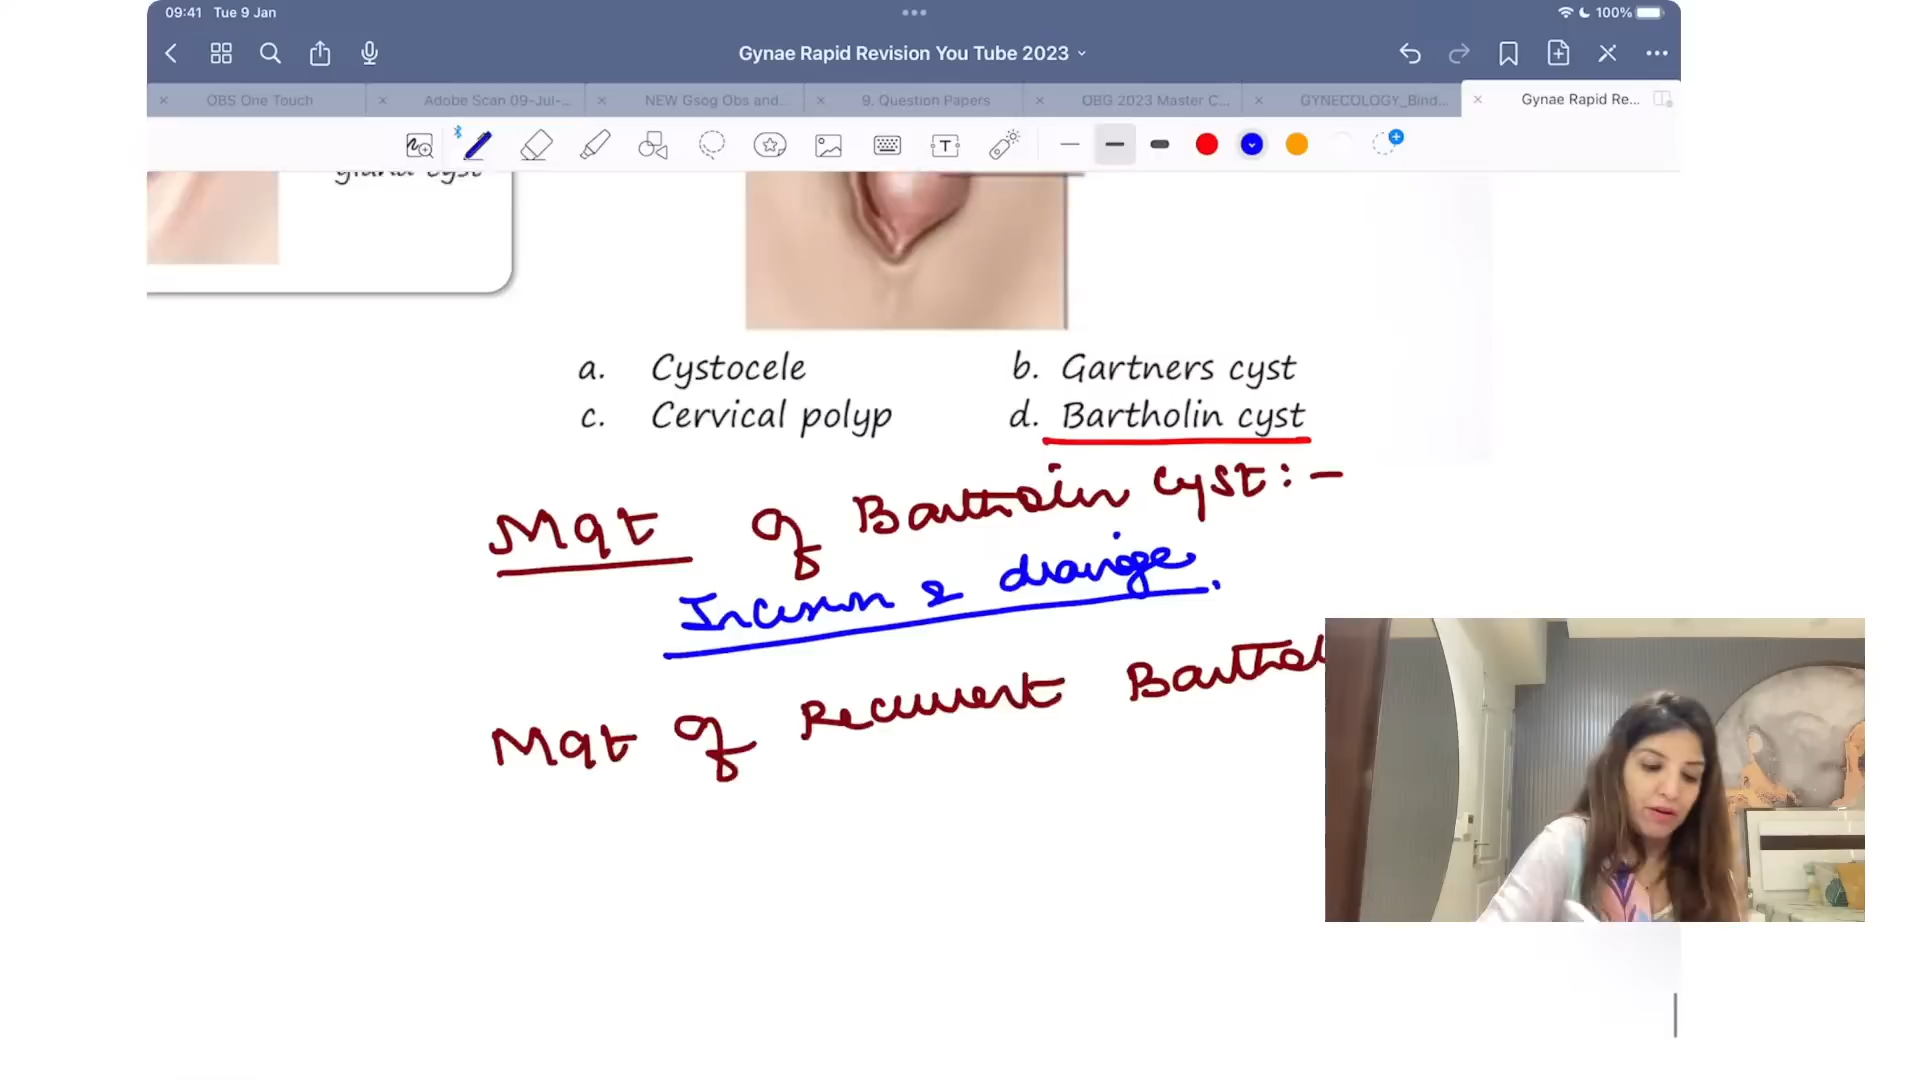 09:41 Tue 9 Jan
100%
Gynae Rapid Revision You Tube 2023
OBS One Touch
Adobe Scan 09-Jul-...
NEW Gsog Obs and...
9. Question Papers
OBG 2023 Master C...
GYNECOLOGY_Bind...
Gynae Rapid Re...
gland cyst
a. Cystocele
b. Gartners cyst
c. Cervical polyp
d. Bartholin cyst
Mgt of Bartholin cyst:-
Incision & drainage.
Mgt of Recurrent Barthol